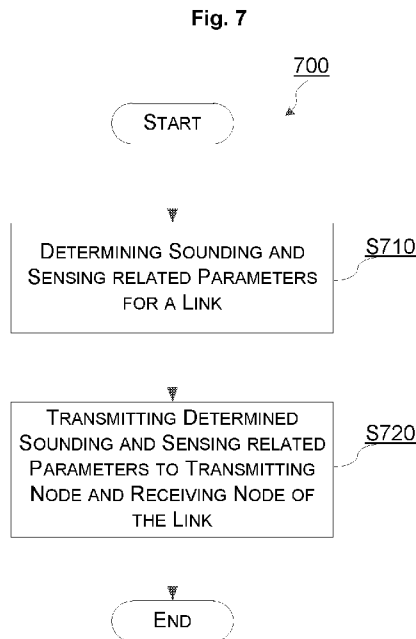 Fig. 7
700
START
DETERMINING SOUNDING AND
SENSING RELATED PARAMETERS
FOR A LINK
S710
TRANSMITTING DETERMINED
SOUNDING AND SENSING RELATED
PARAMETERS TO TRANSMITTING
NODE AND RECEIVING NODE OF
THE LINK
S720
END